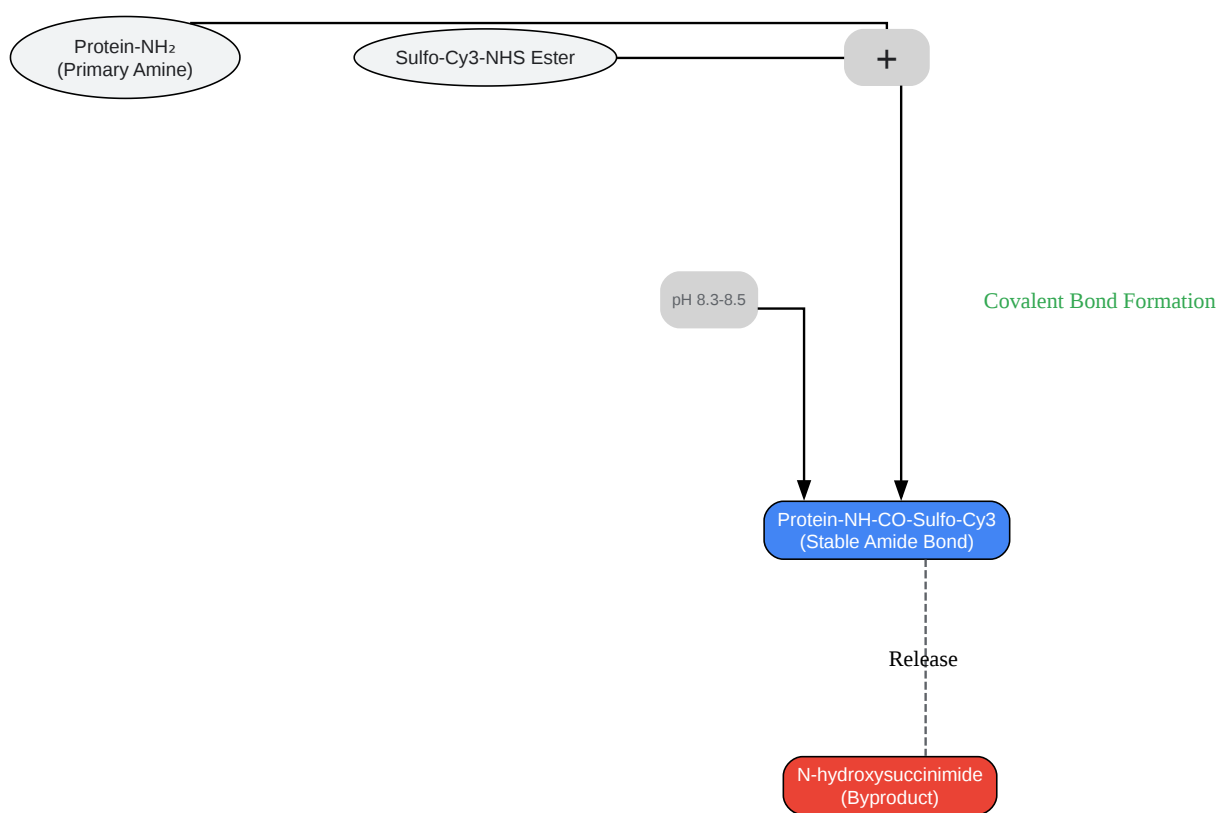 Protein-NH₂
(Primary Amine)
Sulfo-Cy3-NHS Ester
+
pH 8.3-8.5
Covalent Bond Formation
Protein-NH-CO-Sulfo-Cy3
(Stable Amide Bond)
Release
N-hydroxysuccinimide
(Byproduct)